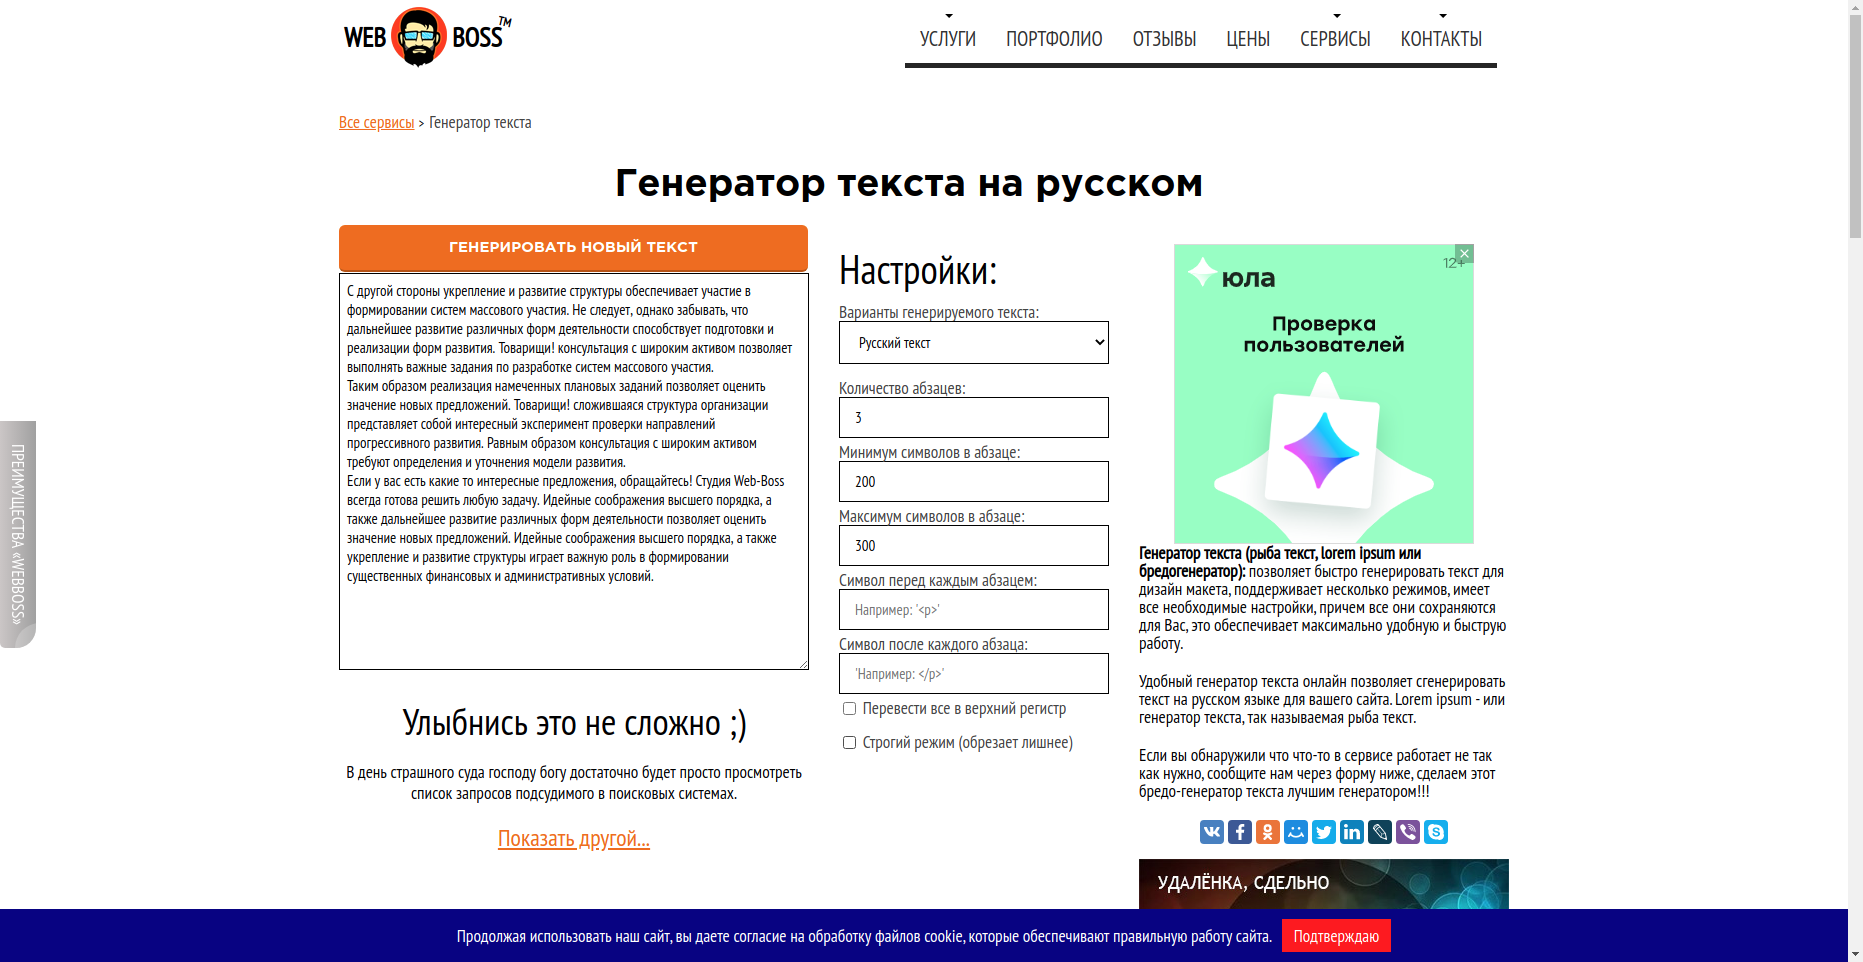 WEB BOSS TM
УСЛУГИ ПОРТФОЛИО ОТЗЫВЫ ЦЕНЫ СЕРВИСЫ КОНТАКТЫ
Все сервисы > Генератор текста
Генератор текста на русском
ГЕНЕРИРОВАТЬ НОВЫЙ ТЕКСТ
С другой стороны укрепление и развитие структуры обеспечивает участие в
формировании систем массового участия. Не следует, однако забывать, что
дальнейшее развитие различных форм деятельности способствует подготовки и
реализации форм развития. Товарищи! консультация с широким активом позволяет
выполнять важные задания по разработке систем массового участия.
Таким образом реализация намеченных плановых заданий позволяет оценить
значение новых предложений. Товарищи! сложившаяся структура организации
представляет собой интересный эксперимент проверки направлений
прогрессивного развития. Равным образом консультация с широким активом
требуют определения и уточнения модели развития.
Если у вас есть какие то интересные предложения, обращайтесь! Студия Web-Boss
всегда готова решить любую задачу. Идейные соображения высшего порядка, а
также дальнейшее развитие различных форм деятельности позволяет оценить
значение новых предложений. Идейные соображения высшего порядка, а также
укрепление и развитие структуры играет важную роль в формировании
существенных финансовых и административных условий.
Улыбнись это не сложно ;)
В день страшного суда господу богу достаточно будет просто просмотреть
список запросов подсудимого в поисковых системах.
Показать другой...
Настройки:
Варианты генерируемого текста:
Русский текст
Количество абзацев:
3
Минимум символов в абзаце:
200
Максимум символов в абзаце:
300
Символ перед каждым абзацем:
Например: '<p>'
Символ после каждого абзаца:
'Например: </p>'
Перевести все в верхний регистр
Строгий режим (обрезает лишнее)
12+
юла
Проверка
пользователей
Генератор текста (рыба текст, lorem ipsum или
бредогенератор): позволяет быстро генерировать текст для
дизайн макета, поддерживает несколько режимов, имеет
все необходимые настройки, причем все они сохраняются
для Вас, это обеспечивает максимально удобную и быструю
работу.
Удобный генератор текста онлайн позволяет сгенерировать
текст на русском языке для вашего сайта. Lorem ipsum - или
генератор текста, так называемая рыба текст.
Если вы обнаружили что что-то в сервисе работает не так
как нужно, сообщите нам через форму ниже, сделаем этот
бредо-генератор текста лучшим генератором!!!
УДАЛЁНКА, СДЕЛЬНО
ПРЕИМУЩЕСТВА «WEBBOSS»
Продолжая использовать наш сайт, вы даете согласие на обработку файлов cookie, которые обеспечивают правильную работу сайта. Подтверждаю